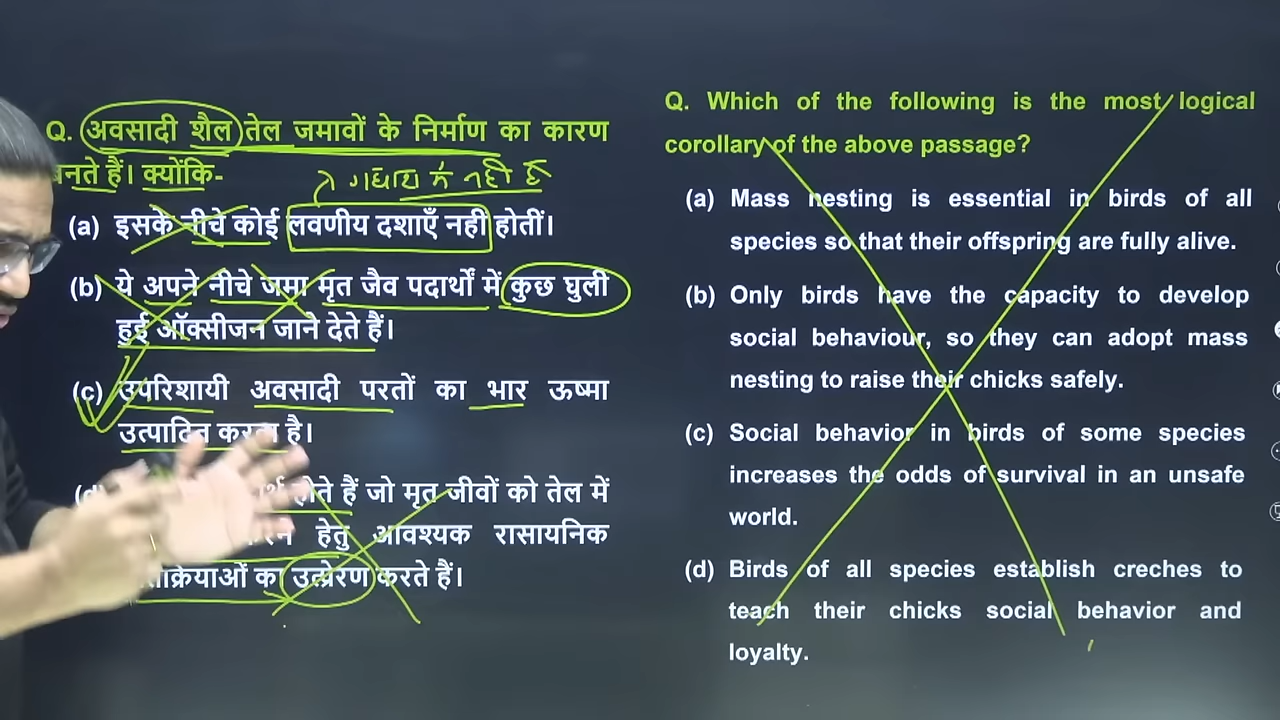 Q. अवसादी शैल तेल जमावों के निर्माण का कारण
बनते हैं। क्योंकि-
गद्यांश में नहीं है
(a) इसके नीचे कोई लवणीय दशाएँ नही होतीं।
(b) ये अपने नीचे जमा मृत जैव पदार्थों में कुछ घुली
हुई ऑक्सीजन जाने देते हैं।
(c) उपरिशायी अवसादी परतों का भार ऊष्मा
उत्पादित करता है।
(d) होते हैं जो मृत जीवों को तेल में
हेतु आवश्यक रासायनिक
का उत्प्रेरण करते हैं।
Q. Which of the following is the most logical
corollary of the above passage?
(a) Mass nesting is essential in birds of all
species so that their offspring are fully alive.
(b) Only birds have the capacity to develop
social behaviour, so they can adopt mass
nesting to raise their chicks safely.
(c) Social behavior in birds of some species
increases the odds of survival in an unsafe
world.
(d) Birds of all species establish creches to
teach their chicks social behavior and
loyalty.